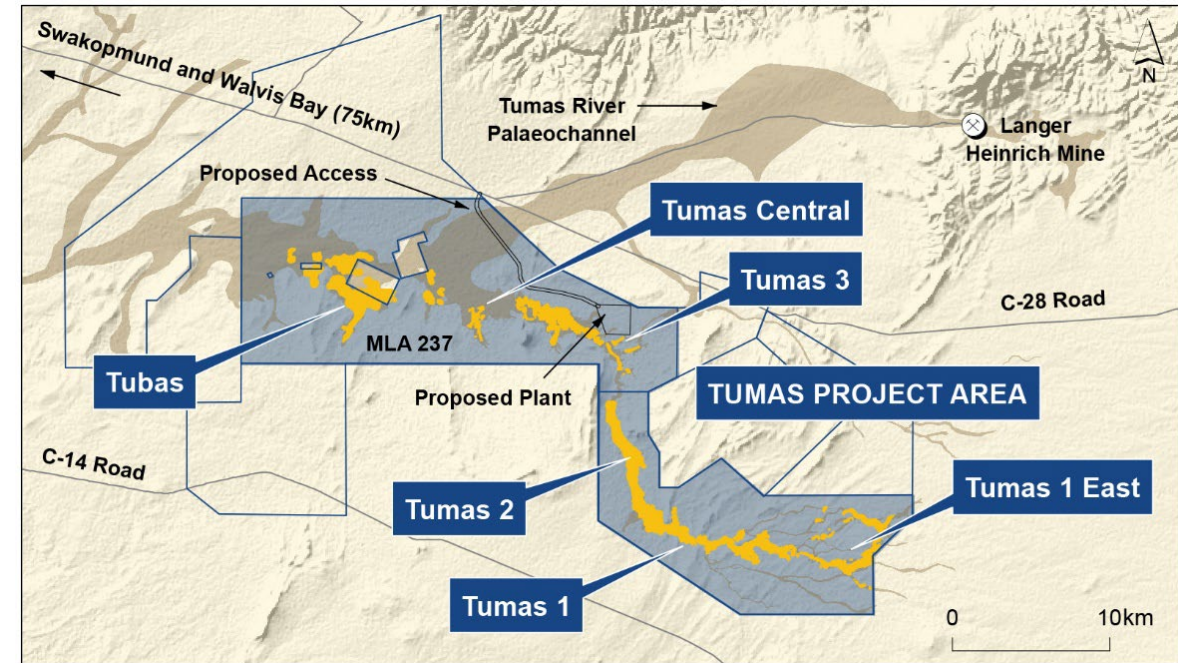 Swakopmund and Walvis Bay (75km)
N
Tumas River
Palaeochannel
Langer
Heinrich Mine
Proposed Access
Tumas Central
Tumas 3
C-28 Road
MLA 237
Tubas
Proposed Plant
TUMAS PROJECT AREA
C-14 Road
Tumas 2
Tumas 1 East
Tumas 1
0 10km